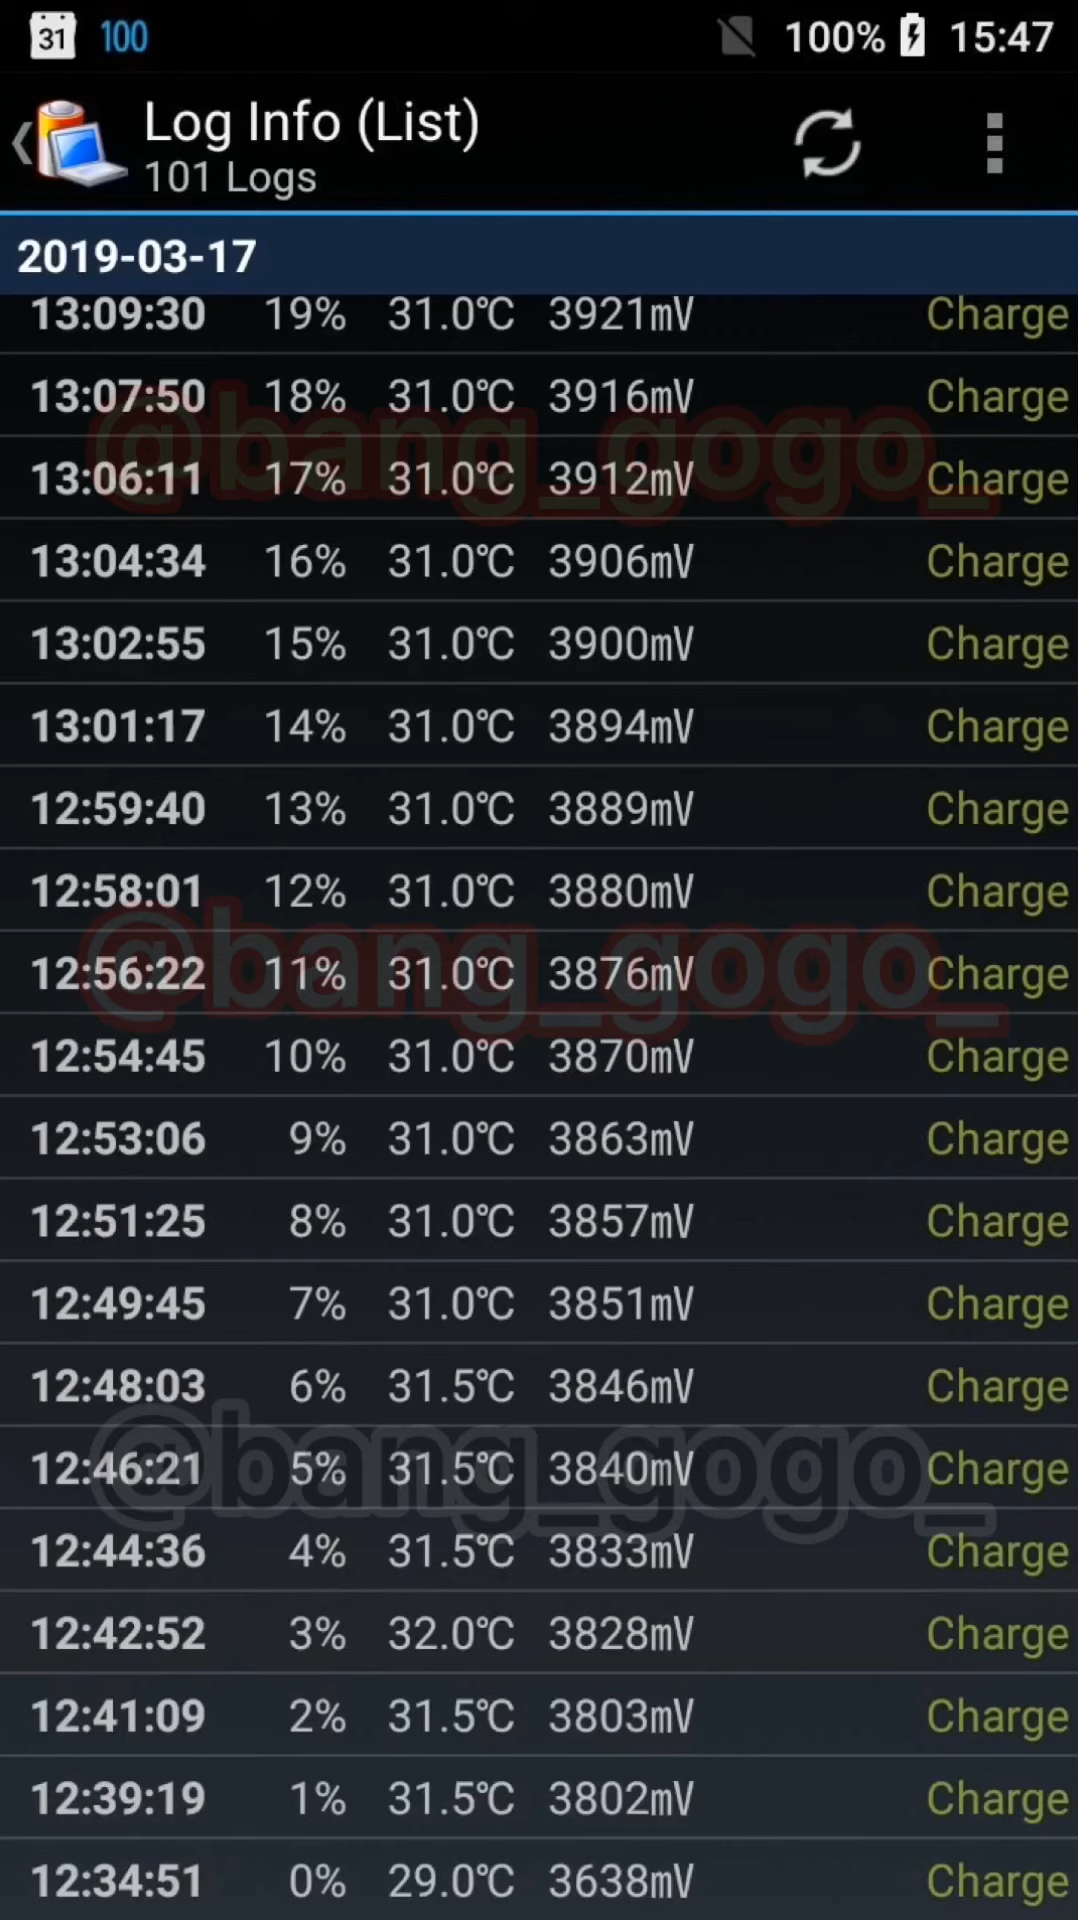 31 100 100% 15:47
Log Info (List)
101 Logs
2019-03-17
13:09:30 19% 31.0℃ 3921mV Charge
13:07:50 18% 31.0℃ 3916mV Charge
@bang_gogo_
13:06:11 17% 31.0℃ 3912mV Charge
13:04:34 16% 31.0℃ 3906mV Charge
13:02:55 15% 31.0℃ 3900mV Charge
13:01:17 14% 31.0℃ 3894mV Charge
12:59:40 13% 31.0℃ 3889mV Charge
12:58:01 12% 31.0℃ 3880mV Charge
@bang_gogo_
12:56:22 11% 31.0℃ 3876mV Charge
12:54:45 10% 31.0℃ 3870mV Charge
12:53:06 9% 31.0℃ 3863mV Charge
12:51:25 8% 31.0℃ 3857mV Charge
12:49:45 7% 31.0℃ 3851mV Charge
12:48:03 6% 31.5℃ 3846mV Charge
@bang_gogo_
12:46:21 5% 31.5℃ 3840mV Charge
12:44:36 4% 31.5℃ 3833mV Charge
12:42:52 3% 32.0℃ 3828mV Charge
12:41:09 2% 31.5℃ 3803mV Charge
12:39:19 1% 31.5℃ 3802mV Charge
12:34:51 0% 29.0℃ 3638mV Charge